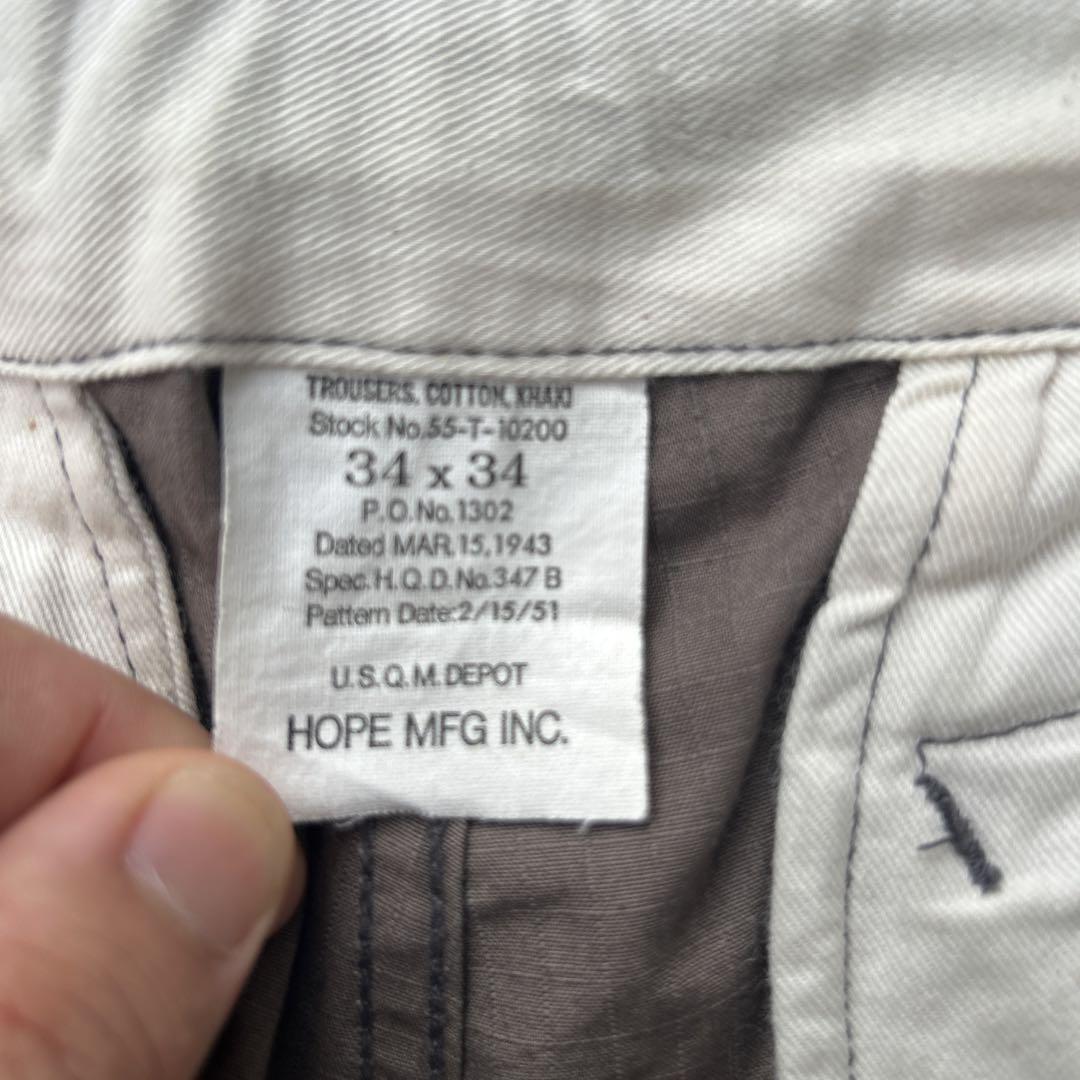 TROUSERS, COTTON, KHAKI
Stock No.55-T-10200
34 x 34
P.O.No.1302
Dated MAR.15.1943
Spec.H.Q.D.No.347 B
Pattern Date:2/15/51
U.S.Q.M.DEPOT
HOPE MFG INC.